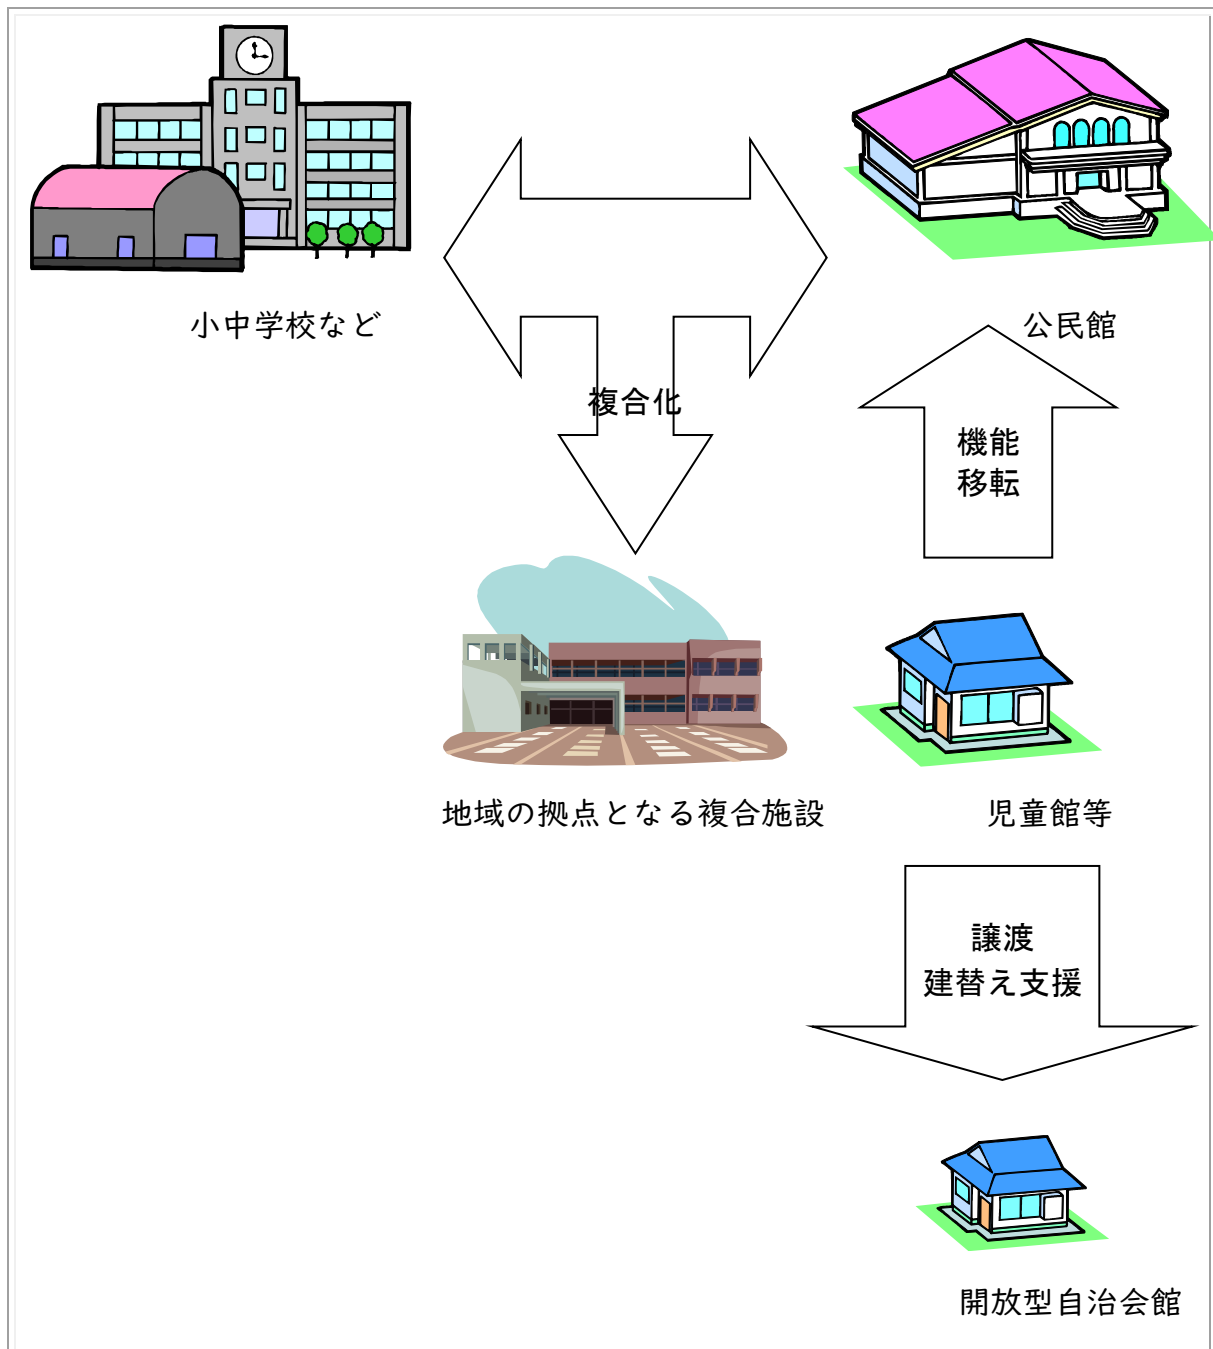 小中学校など
公民館
複合化
機能
移転
地域の拠点となる複合施設
児童館等
譲渡
建替え支援
開放型自治会館